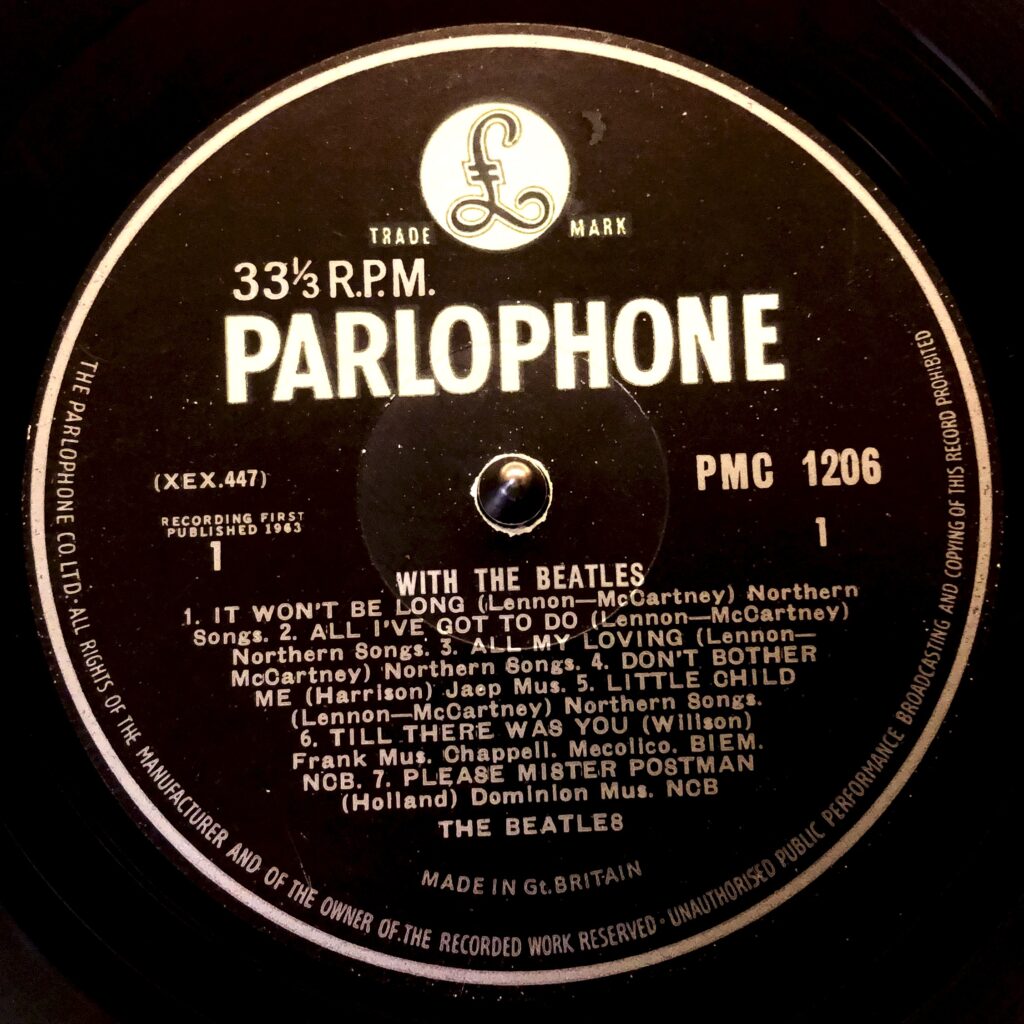 £
TRADE MARK
33⅓ R.P.M.
PARLOPHONE
(XEX.447)
PMC 1206
RECORDING FIRST
PUBLISHED 1963
1
1
WITH THE BEATLES
1. IT WON'T BE LONG (Lennon—McCartney) Northern
Songs. 2. ALL I'VE GOT TO DO (Lennon—McCartney)
Northern Songs. 3. ALL MY LOVING (Lennon—
McCartney) Northern Songs. 4. DON'T BOTHER
ME (Harrison) Jaep Mus. 5. LITTLE CHILD
(Lennon—McCartney) Northern Songs.
6. TILL THERE WAS YOU (Willson)
Frank Mus. Chappell. Mecolico. BIEM.
NCB. 7. PLEASE MISTER POSTMAN
(Holland) Dominion Mus. NCB
THE BEATLES
MADE IN Gt. BRITAIN
THE PARLOPHONE CO. LTD. ALL RIGHTS OF THE MANUFACTURER AND OF THE OWNER OF THE RECORDED WORK RESERVED · UNAUTHORISED PUBLIC PERFORMANCE BROADCASTING AND COPYING OF THIS RECORD PROHIBITED